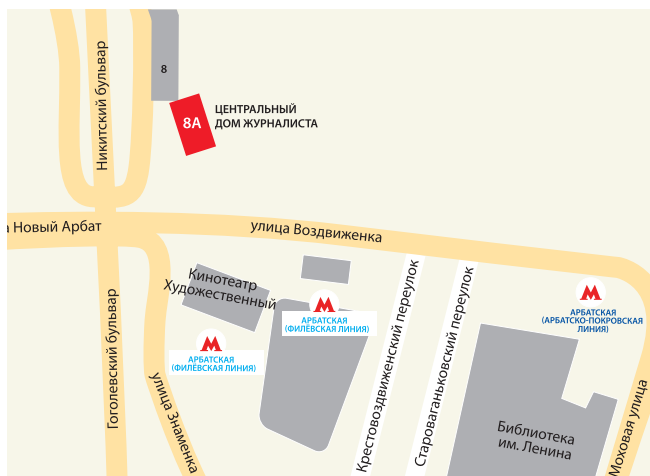 8
Никитский бульвар
8А
ЦЕНТРАЛЬНЫЙ
ДОМ ЖУРНАЛИСТА
а Новый Арбат
улица Воздвиженка
Кинотеатр
Художественный
АРБАТСКАЯ
(ФИЛЁВСКАЯ ЛИНИЯ)
АРБАТСКАЯ
(ФИЛЁВСКАЯ ЛИНИЯ)
АРБАТСКАЯ
(АРБАТСКО-ПОКРОВСКАЯ
ЛИНИЯ)
Гоголевский бульвар
улица Знаменка
Крестовоздвиженский переулок
Староваганьковский переулок
Библиотека
им. Ленина
Моховая улица